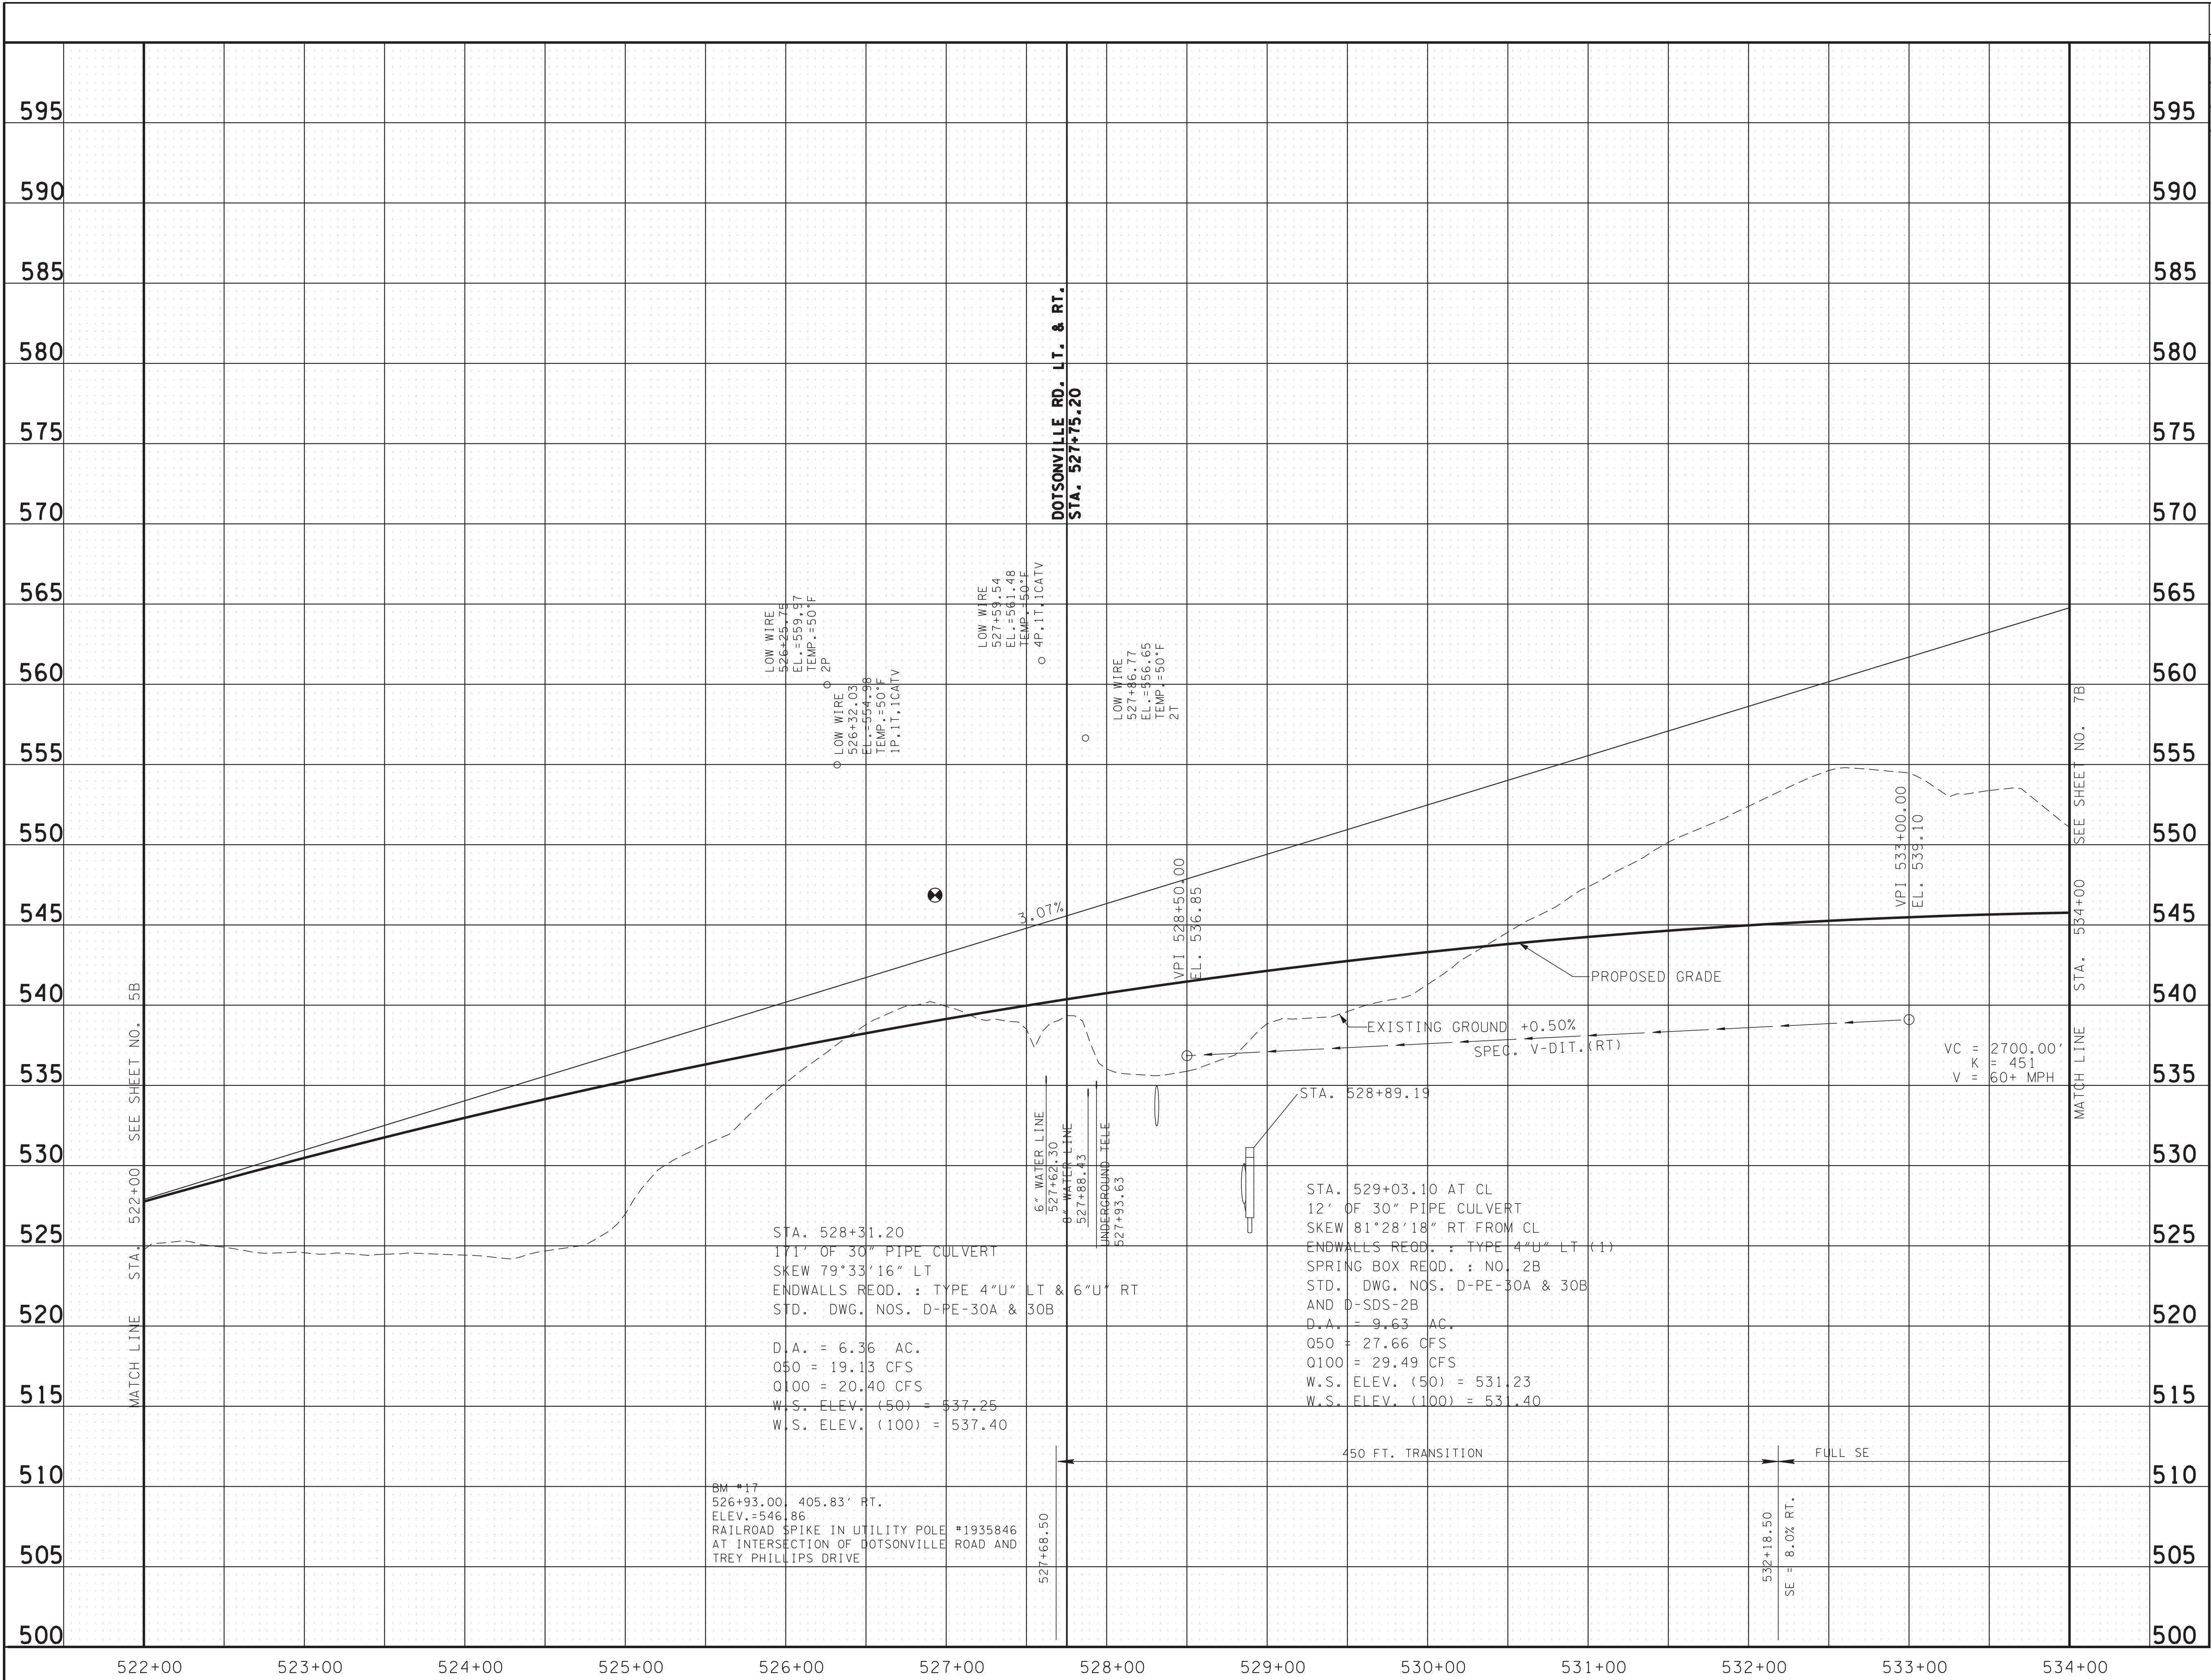 595
595
590
590
585
585
580
580
575
575
570
570
565
565
560
560
555
555
550
550
545
545
540
540
535
535
530
530
525
525
520
520
515
515
510
510
505
505
500
500
DOTSONVILLE RD. LT. & RT.
STA. 527+75.20
LOW WIRE
526+25.75
EL.=559.97
TEMP.=50°F
2P
LOW WIRE
526+32.03
EL.=554.98
TEMP.=50°F
1P,1T,1CATV
LOW WIRE
527+59.54
EL.=561.48
TEMP.=50°F
4P,1T,1CATV
LOW WIRE
527+86.77
EL.=556.65
TEMP.=50°F
2T
3.07%
VPI 528+50.00
EL. 536.85
VPI 533+00.00
EL. 539.10
PROPOSED GRADE
EXISTING GROUND +0.50%
SPEC. V-DIT.(RT)
VC = 2700.00'
K = 451
V = 60+ MPH
MATCH LINE STA. 522+00 SEE SHEET NO. 5B
MATCH LINE STA. 534+00 SEE SHEET NO. 7B
STA. 528+89.19
6" WATER LINE
527+62.30
8" WATER LINE
527+88.43
UNDERGROUND TELE
527+93.63
STA. 528+31.20
171' OF 30" PIPE CULVERT
SKEW 79°33'16" LT
ENDWALLS REQD. : TYPE 4"U" LT & 6"U" RT
STD. DWG. NOS. D-PE-30A & 30B
D.A. = 6.36 AC.
Q50 = 19.13 CFS
Q100 = 20.40 CFS
W.S. ELEV. (50) = 537.25
W.S. ELEV. (100) = 537.40
STA. 529+03.10 AT CL
12' OF 30" PIPE CULVERT
SKEW 81°28'18" RT FROM CL
ENDWALLS REQD. : TYPE 4"U" LT (1)
SPRING BOX REQD. : NO. 2B
STD. DWG. NOS. D-PE-30A & 30B
AND D-SDS-2B
D.A. = 9.63 AC.
Q50 = 27.66 CFS
Q100 = 29.49 CFS
W.S. ELEV. (50) = 531.23
W.S. ELEV. (100) = 531.40
450 FT. TRANSITION
FULL SE
BM #17
526+93.00, 405.83' RT.
ELEV.=546.86
RAILROAD SPIKE IN UTILITY POLE #1935846
AT INTERSECTION OF DOTSONVILLE ROAD AND
TREY PHILLIPS DRIVE
527+68.50
532+18.50
SE = 8.0% RT.
522+00
523+00
524+00
525+00
526+00
527+00
528+00
529+00
530+00
531+00
532+00
533+00
534+00